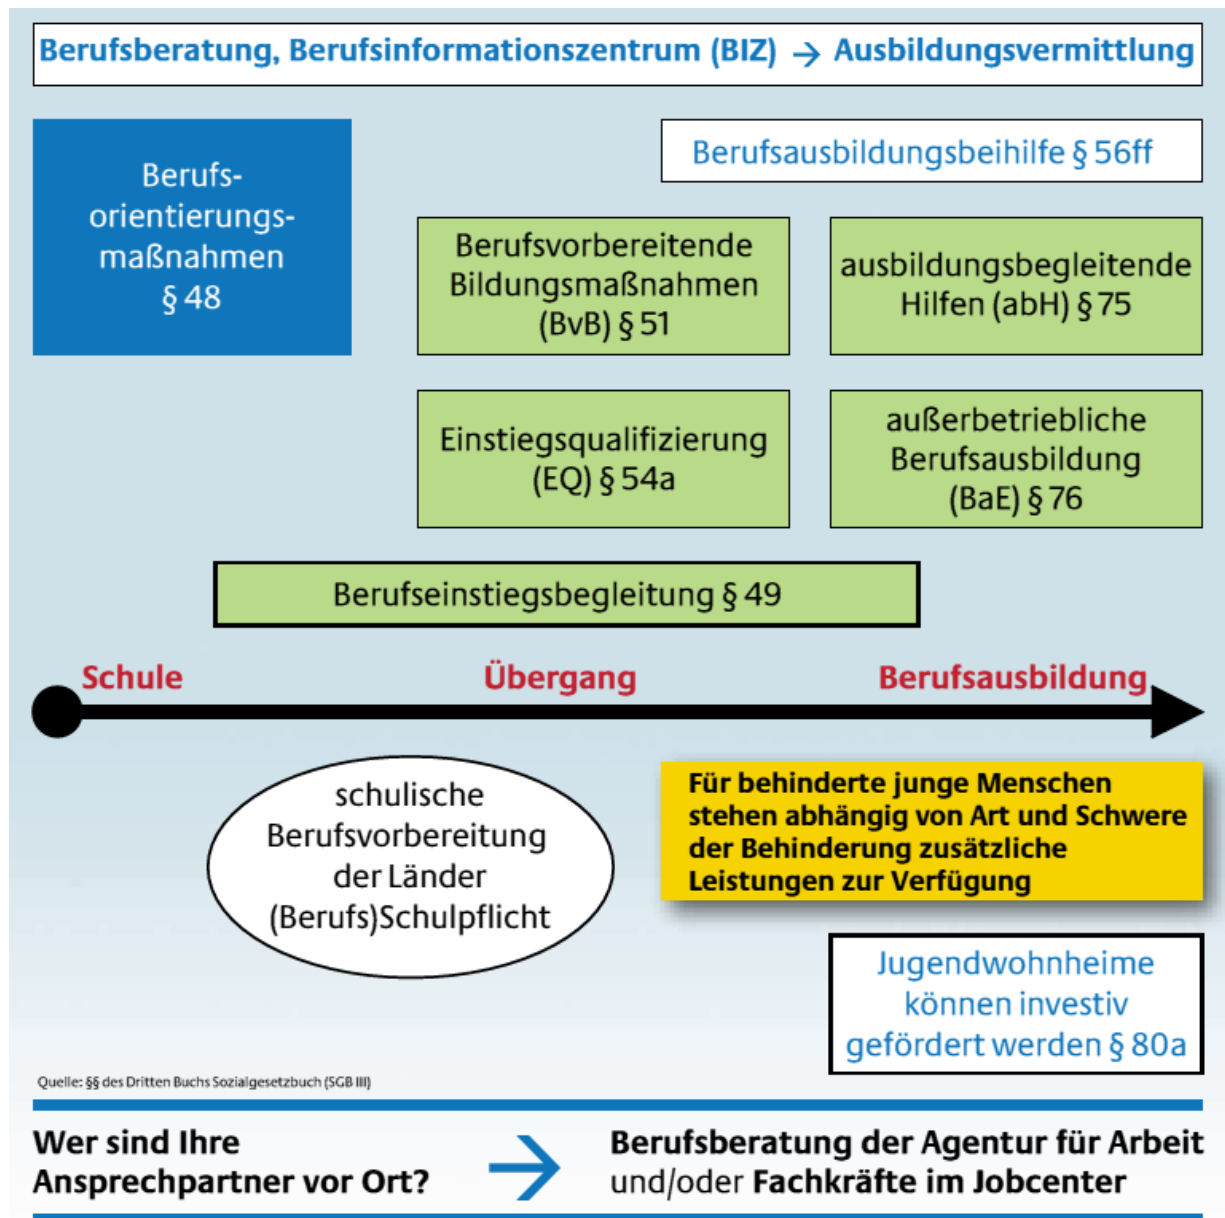 Berufsberatung, Berufsinformationszentrum (BIZ) → Ausbildungsvermittlung
Berufs-
orientierungs-
maßnahmen
§ 48
Berufsausbildungsbeihilfe § 56ff
Berufsvorbereitende
Bildungsmaßnahmen
(BvB) § 51
ausbildungsbegleitende
Hilfen (abH) § 75
Einstiegsqualifizierung
(EQ) § 54a
außerbetriebliche
Berufsausbildung
(BaE) § 76
Berufseinstiegsbegleitung § 49
Schule
Übergang
Berufsausbildung
schulische
Berufsvorbereitung
der Länder
(Berufs)Schulpflicht
Für behinderte junge Menschen
stehen abhängig von Art und Schwere
der Behinderung zusätzliche
Leistungen zur Verfügung
Jugendwohnheime
können investiv
gefördert werden § 80a
Quelle: §§ des Dritten Buchs Sozialgesetzbuch (SGB III)
Wer sind Ihre
Ansprechpartner vor Ort?
→
Berufsberatung der Agentur für Arbeit
und/oder Fachkräfte im Jobcenter